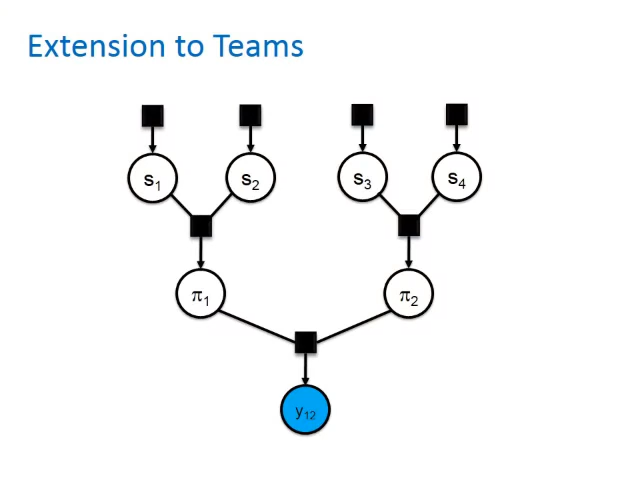 Extension to Teams
s1 s2 s3 s4
π1 π2
y12